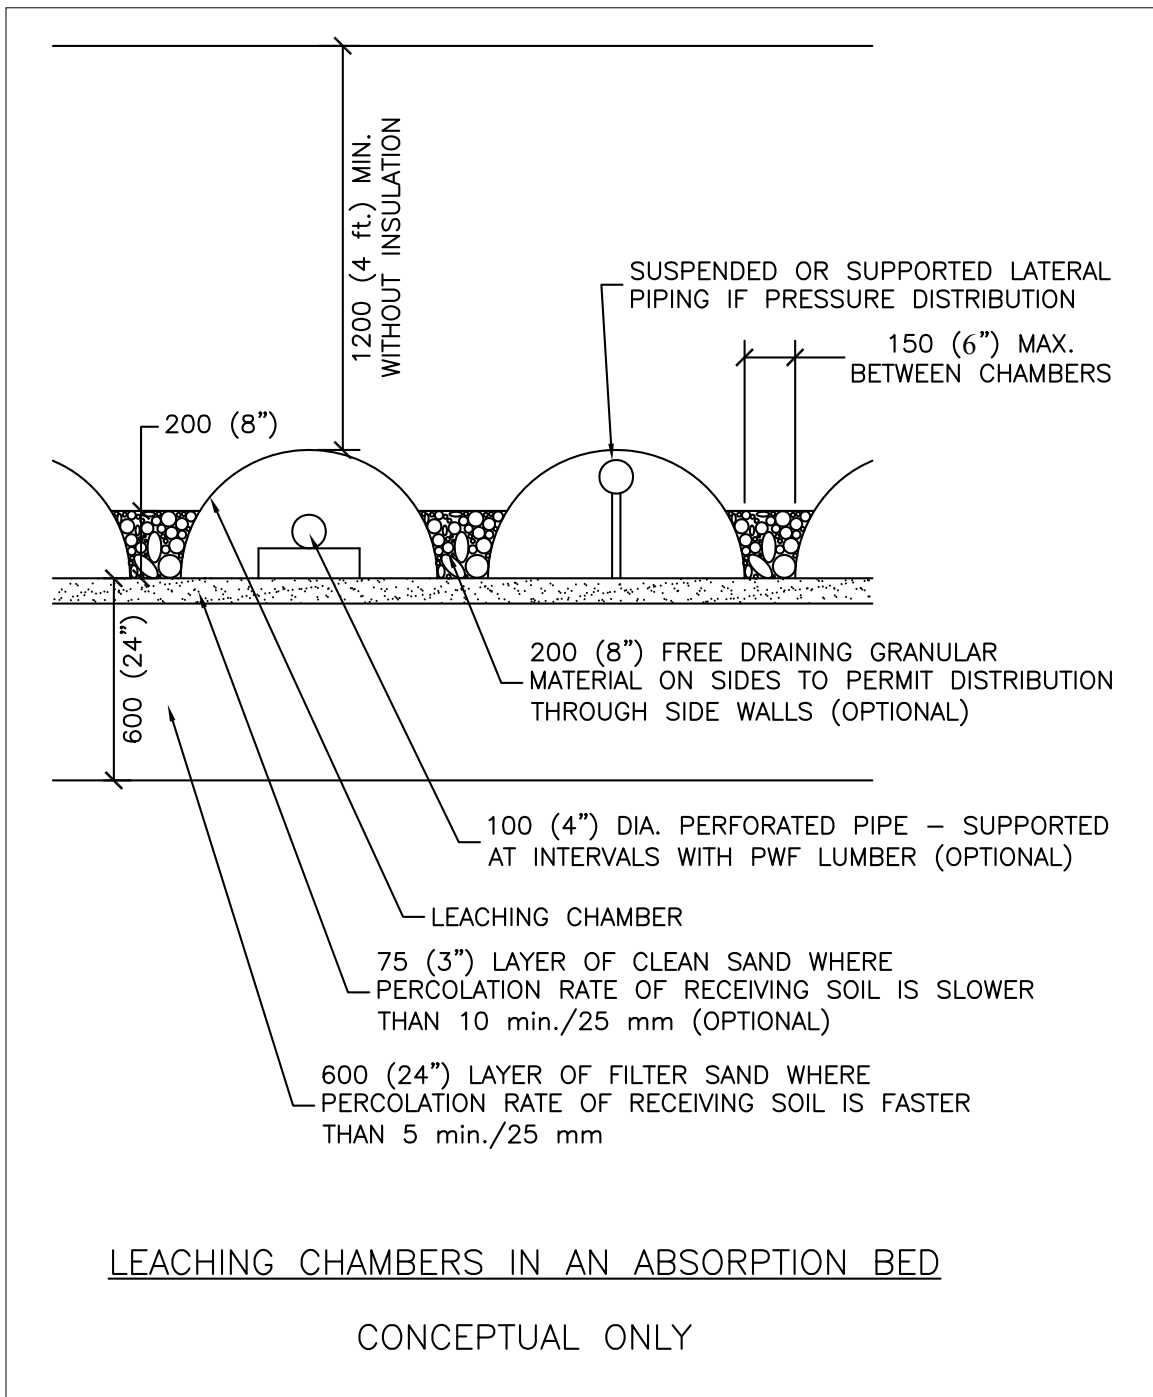 1200 (4 ft.) MIN.
WITHOUT INSULATION
SUSPENDED OR SUPPORTED LATERAL
PIPING IF PRESSURE DISTRIBUTION
150 (6”) MAX.
BETWEEN CHAMBERS
200 (8”)
600 (24”)
200 (8”) FREE DRAINING GRANULAR
MATERIAL ON SIDES TO PERMIT DISTRIBUTION
THROUGH SIDE WALLS (OPTIONAL)
100 (4”) DIA. PERFORATED PIPE – SUPPORTED
AT INTERVALS WITH PWF LUMBER (OPTIONAL)
LEACHING CHAMBER
75 (3”) LAYER OF CLEAN SAND WHERE
PERCOLATION RATE OF RECEIVING SOIL IS SLOWER
THAN 10 min./25 mm (OPTIONAL)
600 (24”) LAYER OF FILTER SAND WHERE
PERCOLATION RATE OF RECEIVING SOIL IS FASTER
THAN 5 min./25 mm
LEACHING CHAMBERS IN AN ABSORPTION BED
CONCEPTUAL ONLY